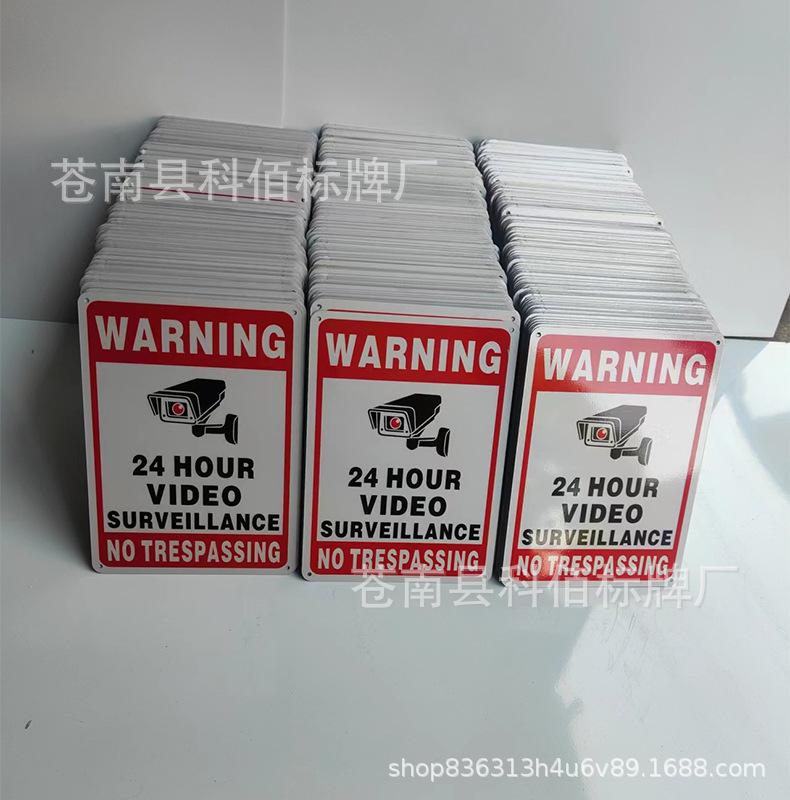 苍南县科佰标牌厂
WARNING
24 HOUR
VIDEO
SURVEILLANCE
NO TRESPASSING
WARNING
24 HOUR
VIDEO
SURVEILLANCE
NO TRESPASSING
WARNING
24 HOUR
VIDEO
SURVEILLANCE
NO TRESPASSING
苍南县科佰标牌厂
shop836313h4u6v89.1688.com